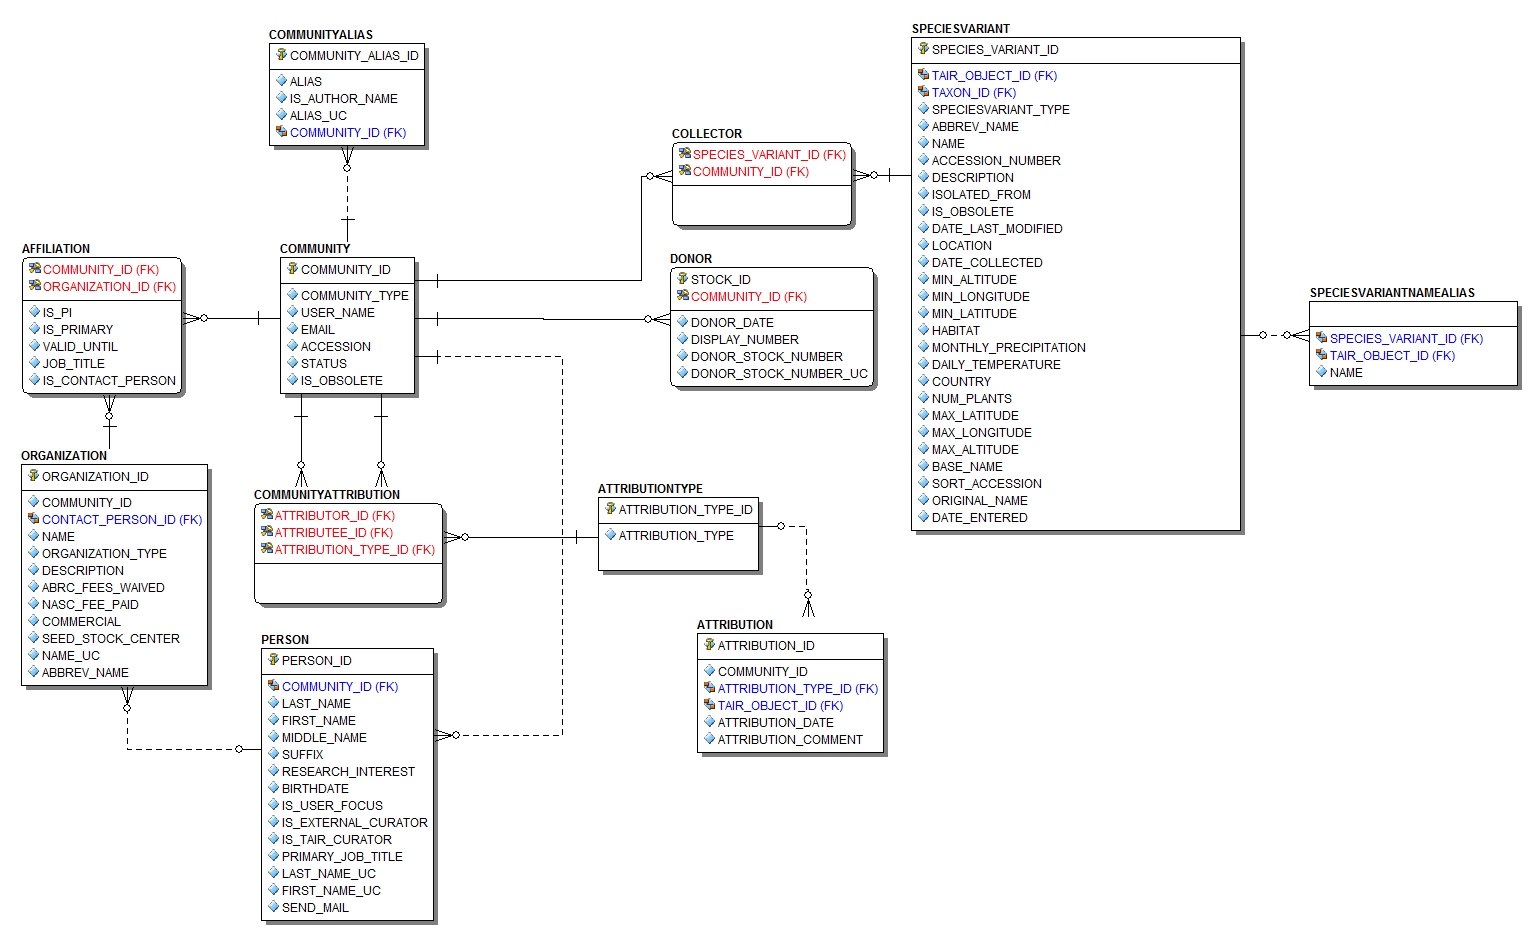 COMMUNITYALIAS
COMMUNITY_ALIAS_ID
ALIAS
IS_AUTHOR_NAME
ALIAS_UC
COMMUNITY_ID (FK)
SPECIESVARIANT
SPECIES_VARIANT_ID
TAIR_OBJECT_ID (FK)
TAXON_ID (FK)
SPECIESVARIANT_TYPE
ABBREV_NAME
NAME
ACCESSION_NUMBER
DESCRIPTION
ISOLATED_FROM
IS_OBSOLETE
DATE_LAST_MODIFIED
LOCATION
DATE_COLLECTED
MIN_ALTITUDE
MIN_LONGITUDE
MIN_LATITUDE
HABITAT
MONTHLY_PRECIPITATION
DAILY_TEMPERATURE
COUNTRY
NUM_PLANTS
MAX_LATITUDE
MAX_LONGITUDE
MAX_ALTITUDE
BASE_NAME
SORT_ACCESSION
ORIGINAL_NAME
DATE_ENTERED
COLLECTOR
SPECIES_VARIANT_ID (FK)
COMMUNITY_ID (FK)
AFFILIATION
COMMUNITY_ID (FK)
ORGANIZATION_ID (FK)
IS_PI
IS_PRIMARY
VALID_UNTIL
JOB_TITLE
IS_CONTACT_PERSON
COMMUNITY
COMMUNITY_ID
COMMUNITY_TYPE
USER_NAME
EMAIL
ACCESSION
STATUS
IS_OBSOLETE
DONOR
STOCK_ID
COMMUNITY_ID (FK)
DONOR_DATE
DISPLAY_NUMBER
DONOR_STOCK_NUMBER
DONOR_STOCK_NUMBER_UC
SPECIESVARIANTNAMEALIAS
SPECIES_VARIANT_ID (FK)
TAIR_OBJECT_ID (FK)
NAME
ORGANIZATION
ORGANIZATION_ID
COMMUNITY_ID
CONTACT_PERSON_ID (FK)
NAME
ORGANIZATION_TYPE
DESCRIPTION
ABRC_FEES_WAIVED
NASC_FEE_PAID
COMMERCIAL
SEED_STOCK_CENTER
NAME_UC
ABBREV_NAME
COMMUNITYATTRIBUTION
ATTRIBUTOR_ID (FK)
ATTRIBUTEE_ID (FK)
ATTRIBUTION_TYPE_ID (FK)
ATTRIBUTIONTYPE
ATTRIBUTION_TYPE_ID
ATTRIBUTION_TYPE
PERSON
PERSON_ID
COMMUNITY_ID (FK)
LAST_NAME
FIRST_NAME
MIDDLE_NAME
SUFFIX
RESEARCH_INTEREST
BIRTHDATE
IS_USER_FOCUS
IS_EXTERNAL_CURATOR
IS_TAIR_CURATOR
PRIMARY_JOB_TITLE
LAST_NAME_UC
FIRST_NAME_UC
SEND_MAIL
ATTRIBUTION
ATTRIBUTION_ID
COMMUNITY_ID
ATTRIBUTION_TYPE_ID (FK)
TAIR_OBJECT_ID (FK)
ATTRIBUTION_DATE
ATTRIBUTION_COMMENT